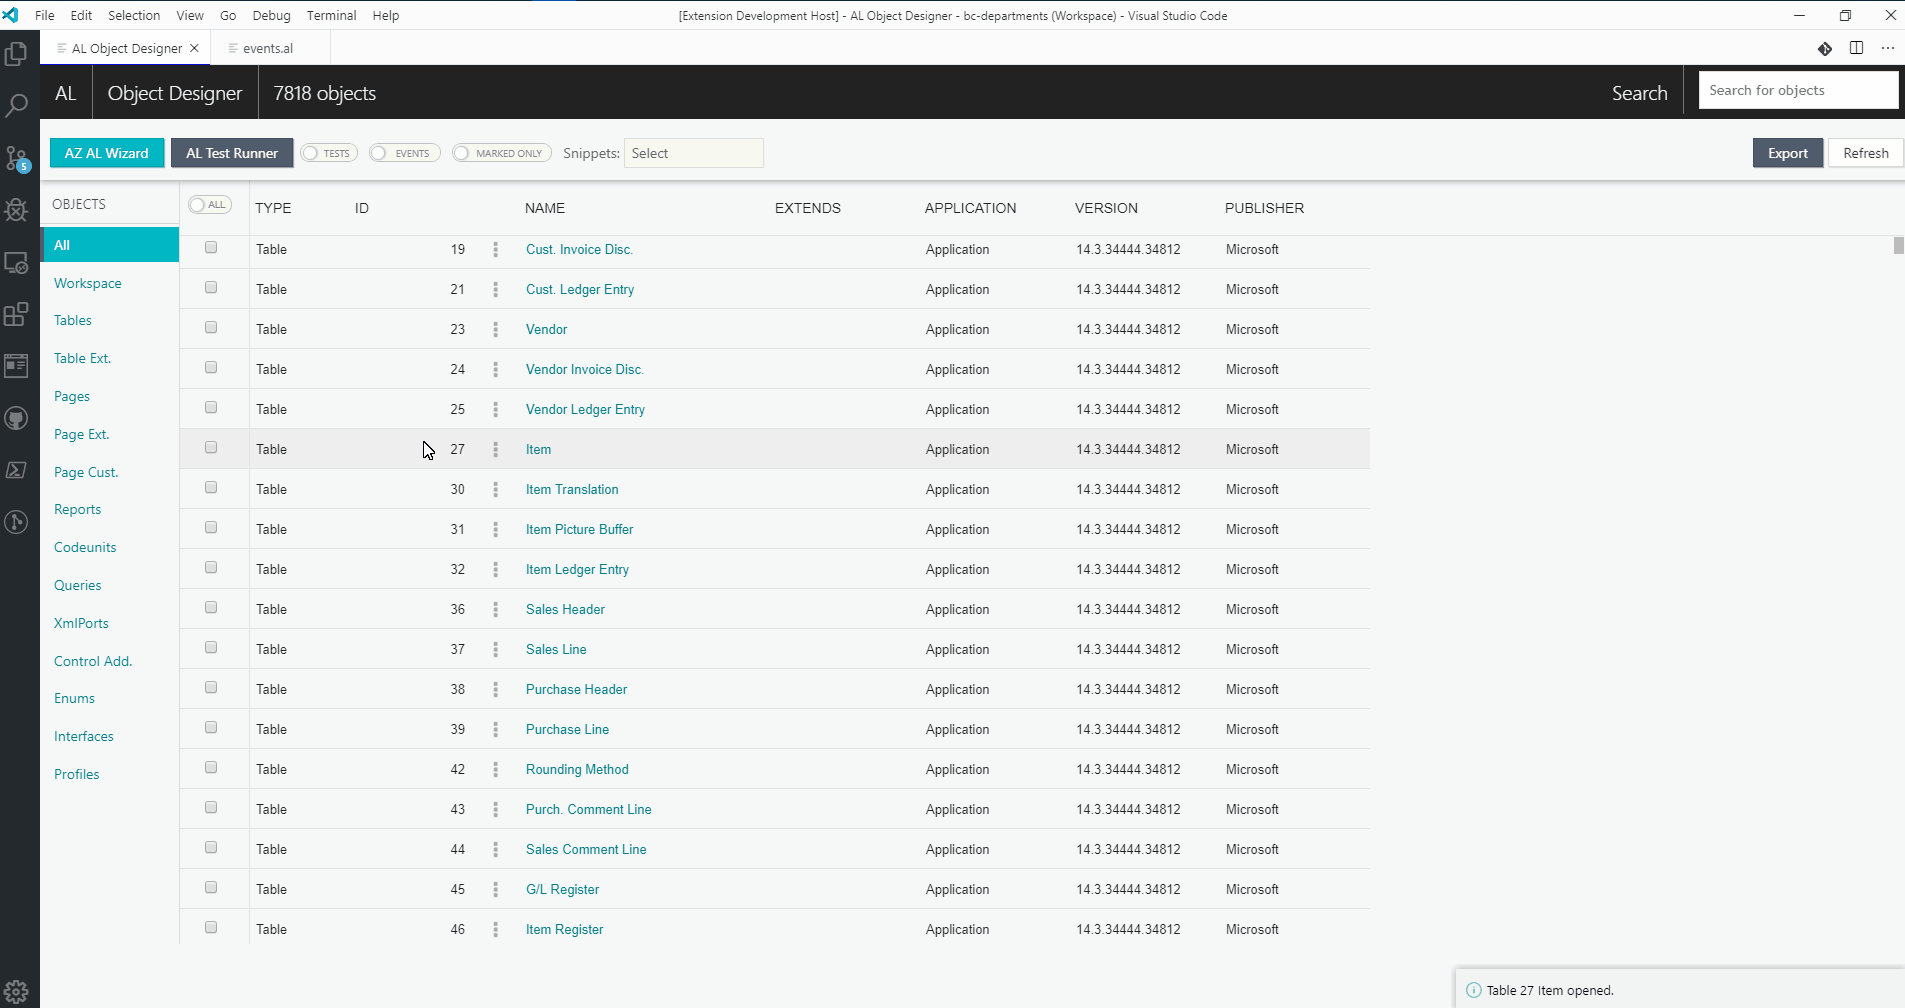 File Edit Selection View Go Debug Terminal Help [Extension Development Host] - AL Object Designer - bc-departments (Workspace) - Visual Studio Code
AL Object Designer events.al
AL Object Designer 7818 objects Search Search for objects
AZ AL Wizard AL Test Runner TESTS EVENTS MARKED ONLY Snippets: Select Export Refresh
OBJECTS
All
Workspace
Tables
Table Ext.
Pages
Page Ext.
Page Cust.
Reports
Codeunits
Queries
XmlPorts
Control Add.
Enums
Interfaces
Profiles
5
ALL TYPE ID NAME EXTENDS APPLICATION VERSION PUBLISHER
Table 19 Cust. Invoice Disc. Application 14.3.34444.34812 Microsoft
Table 21 Cust. Ledger Entry Application 14.3.34444.34812 Microsoft
Table 23 Vendor Application 14.3.34444.34812 Microsoft
Table 24 Vendor Invoice Disc. Application 14.3.34444.34812 Microsoft
Table 25 Vendor Ledger Entry Application 14.3.34444.34812 Microsoft
Table 27 Item Application 14.3.34444.34812 Microsoft
Table 30 Item Translation Application 14.3.34444.34812 Microsoft
Table 31 Item Picture Buffer Application 14.3.34444.34812 Microsoft
Table 32 Item Ledger Entry Application 14.3.34444.34812 Microsoft
Table 36 Sales Header Application 14.3.34444.34812 Microsoft
Table 37 Sales Line Application 14.3.34444.34812 Microsoft
Table 38 Purchase Header Application 14.3.34444.34812 Microsoft
Table 39 Purchase Line Application 14.3.34444.34812 Microsoft
Table 42 Rounding Method Application 14.3.34444.34812 Microsoft
Table 43 Purch. Comment Line Application 14.3.34444.34812 Microsoft
Table 44 Sales Comment Line Application 14.3.34444.34812 Microsoft
Table 45 G/L Register Application 14.3.34444.34812 Microsoft
Table 46 Item Register Application 14.3.34444.34812 Microsoft
Table 27 Item opened.